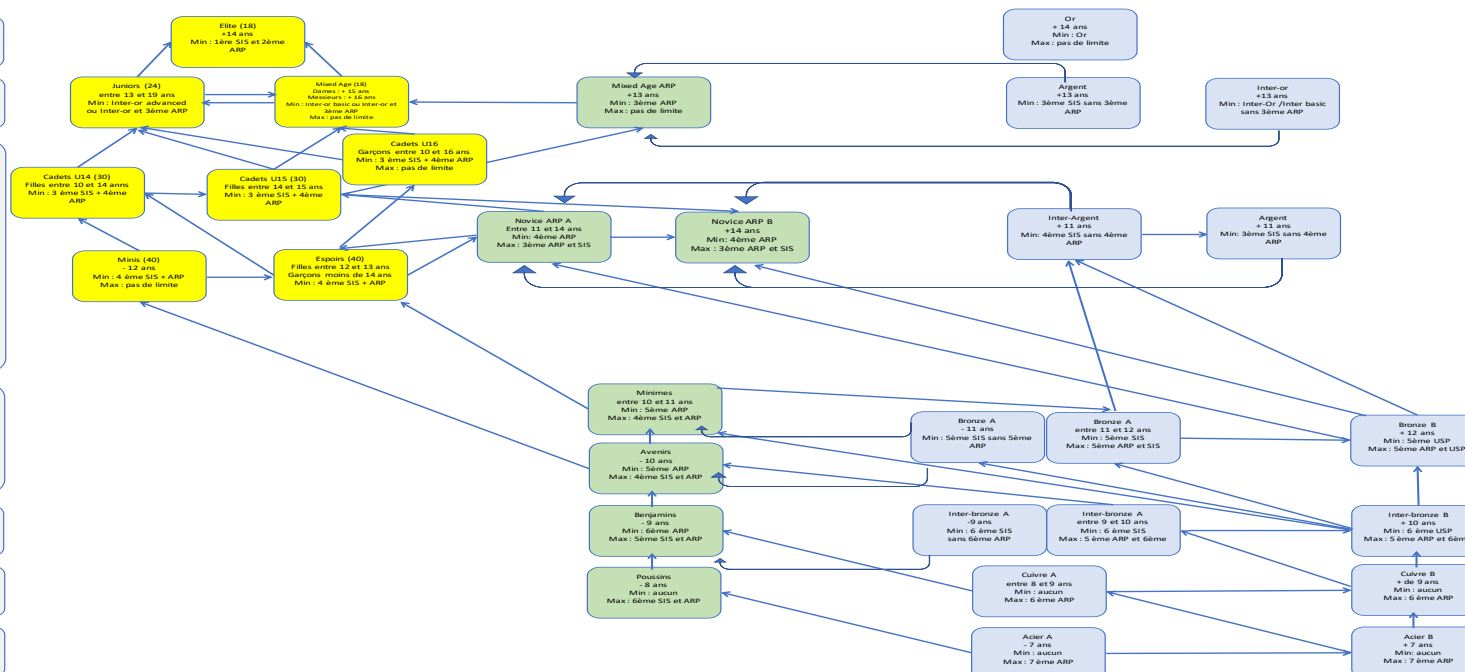 Elite (18)
+14 ans
Min : 1ère SIS et 2ème
ARP
Or
+ 14 ans
Min : Or
Max : pas de limite
Juniors (24)
entre 13 et 19 ans
Min : Inter-or advanced
ou Inter-or et 3ème ARP
Mixed Age (18)
Dames : + 15 ans
Messieurs : + 16 ans
Min : Inter-or basic ou Inter-or et
3ème ARP
Max : pas de limite
Mixed Age ARP
+13 ans
Min : 3ème ARP
Max : pas de limite
Argent
+13 ans
Min : 3ème SIS sans 3ème
ARP
Inter-or
+13 ans
Min : Inter-Or /Inter basic
sans 3ème ARP
Cadets U16
Garçons entre 10 et 16 ans
Min : 3 ème SIS + 4ème ARP
Max : pas de limite
Cadets U14 (30)
Filles entre 10 et 14 anns
Min : 3 ème SIS + 4ème
ARP
Cadets U15 (30)
Filles entre 14 et 15 ans
Min : 3 ème SIS + 4ème
ARP
Novice ARP A
Entre 11 et 14 ans
Min: 4ème ARP
Max : 3ème ARP et SIS
Novice ARP B
+14 ans
Min: 4ème ARP
Max : 3ème ARP et SIS
Inter-Argent
+ 11 ans
Min: 4ème SIS sans 4ème
ARP
Argent
+ 11 ans
Min: 3ème SIS sans 4ème
ARP
Minis (40)
- 12 ans
Min : 4 ème SIS + ARP
Max : pas de limite
Espoirs (40)
Filles entre 12 et 13 ans
Garçons moins de 14 ans
Min : 4 ème SIS + ARP
Minimes
entre 10 et 11 ans
Min : 5ème ARP
Max : 4ème SIS et ARP
Bronze A
- 11 ans
Min : 5ème SIS sans 5ème
ARP
Bronze A
entre 11 et 12 ans
Min : 5ème SIS
Max : 5ème ARP et SIS
Bronze B
+ 12 ans
Min : 5ème USP
Max : 5ème ARP et USP
Avenirs
- 10 ans
Min : 5ème ARP
Max : 4ème SIS et ARP
Benjamins
- 9 ans
Min : 6ème ARP
Max : 5ème SIS et ARP
Inter-bronze A
-9 ans
Min : 6 ème SIS
sans 6ème ARP
Inter-bronze A
entre 9 et 10 ans
Min : 6 ème SIS
Max : 5 ème ARP et 6ème
Inter-bronze B
+ 10 ans
Min : 6 ème USP
Max : 5 ème ARP et 6èm
Poussins
- 8 ans
Min : aucun
Max : 6ème SIS et ARP
Cuivre A
entre 8 et 9 ans
Min : aucun
Max : 6 ème ARP
Cuivre B
+ de 9 ans
Min : aucun
Max : 6 ème ARP
Acier A
- 7 ans
Min : aucun
Max : 7 ème ARP
Acier B
+ 7 ans
Min: aucun
Max : 7 ème ARP